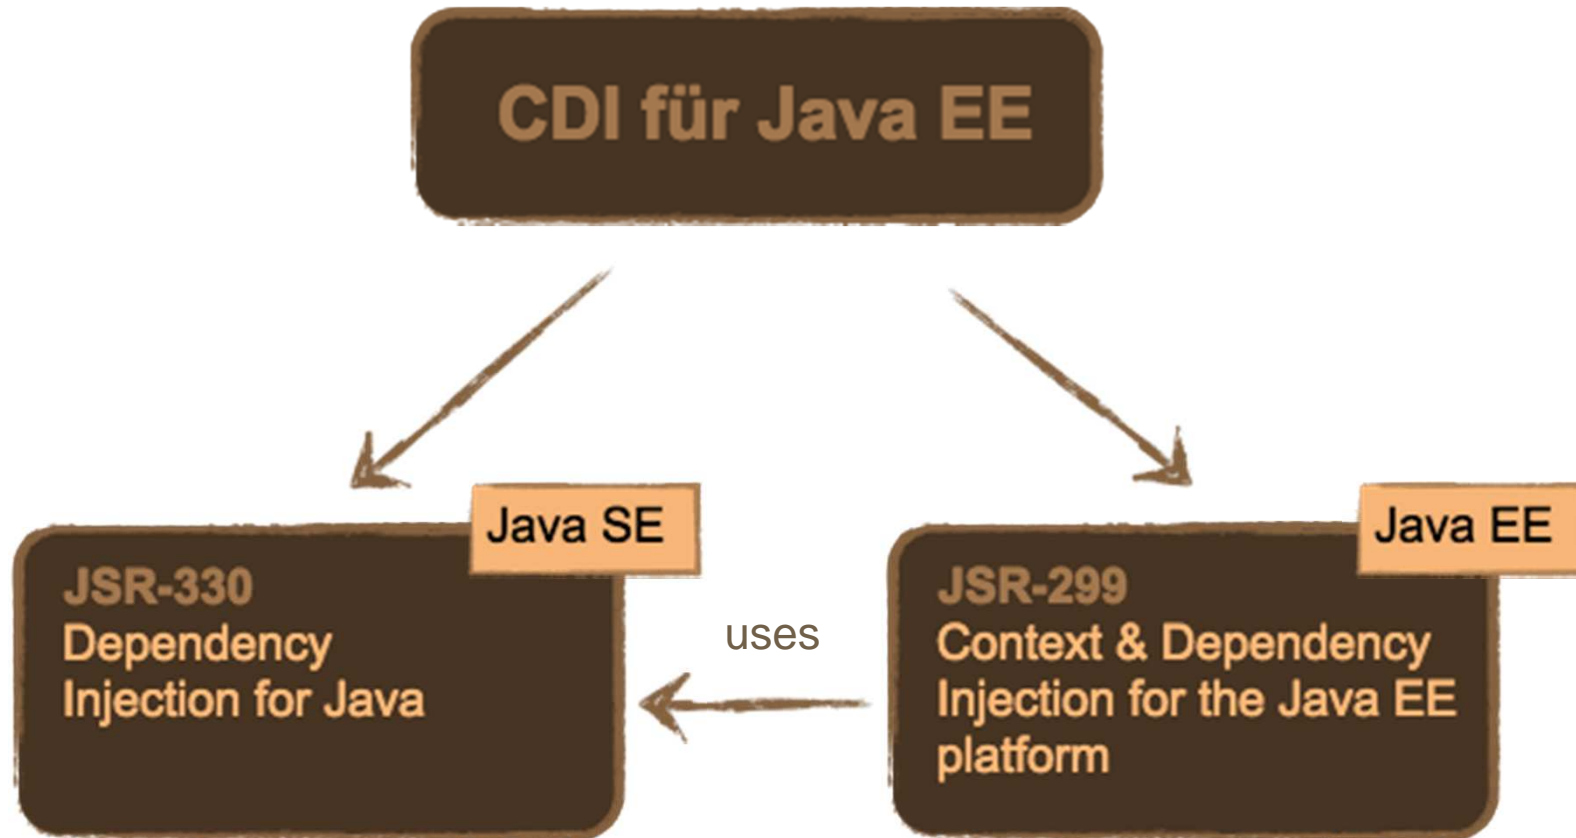 CDI für Java EE
Java SE
JSR-330
Dependency
Injection for Java
uses
Java EE
JSR-299
Context & Dependency
Injection for the Java EE
platform